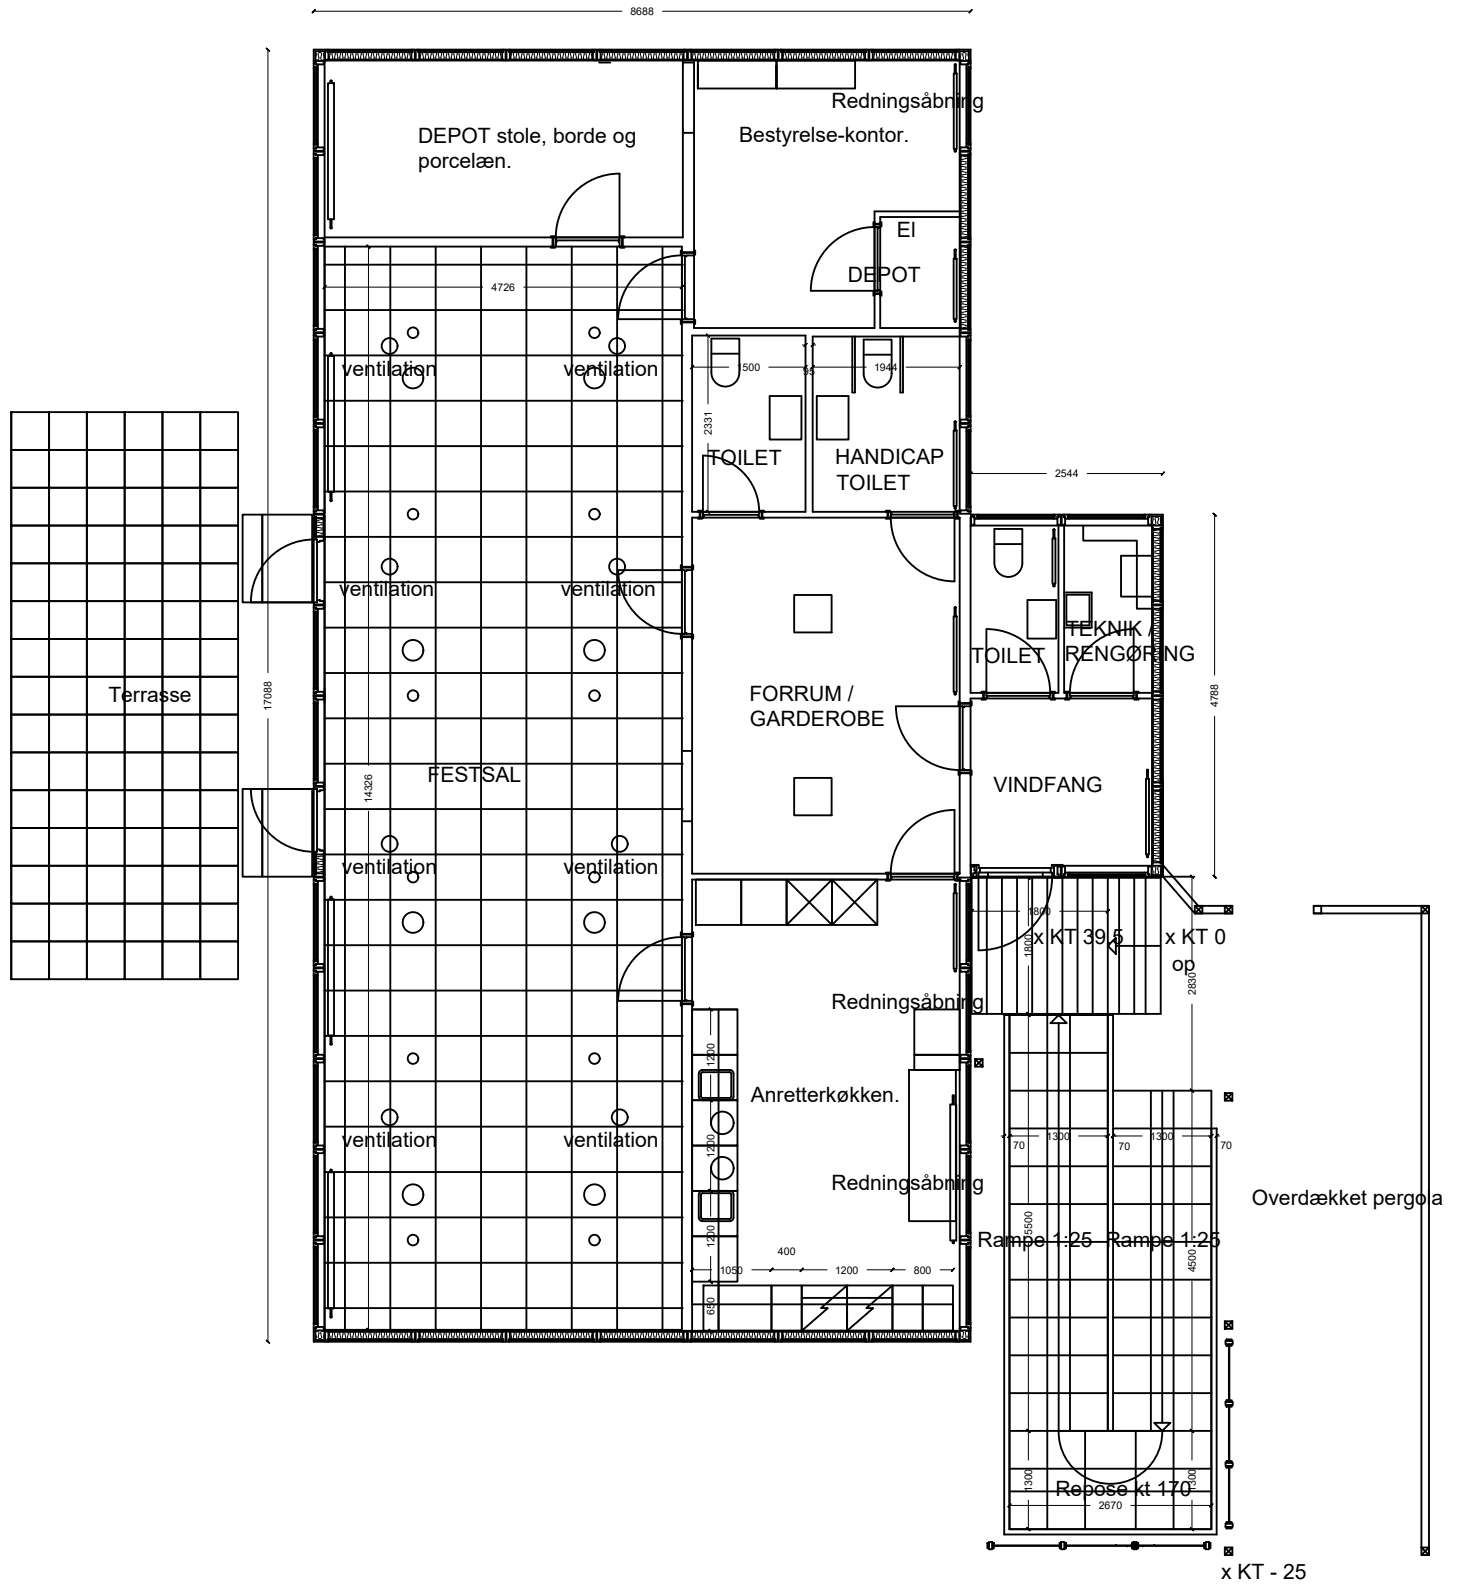 8688
Redningsåbning
DEPOT stole, borde og
porcelæn.
Bestyrelse-kontor.
El
DEPOT
4726
ventilation
ventilation
1500
95
1944
2331
TOILET
HANDICAP
TOILET
2544
ventilation
ventilation
TEKNIK /
RENGØRING
TOILET
4788
Terrasse
17088
FORRUM /
GARDEROBE
FESTSAL
14326
VINDFANG
ventilation
ventilation
1800
1800
x KT 39,5
x KT 0
op
2830
Redningsåbning
1200
Anretterkøkken.
ventilation
ventilation
1200
70
1300
70
1300
70
Redningsåbning
Overdækket pergola
5500
Rampe 1:25
Rampe 1:25
4500
1200
400
1050
1200
800
650
1300
Repose kt 170
1300
2670
x KT - 25